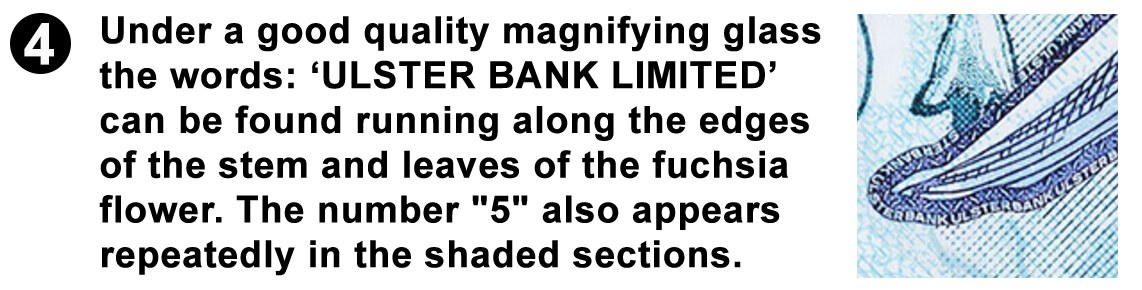 4
Under a good quality magnifying glass
the words: ‘ULSTER BANK LIMITED’
can be found running along the edges
of the stem and leaves of the fuchsia
flower. The number "5" also appears
repeatedly in the shaded sections.
STERBANKULSTERBANKULSTERB